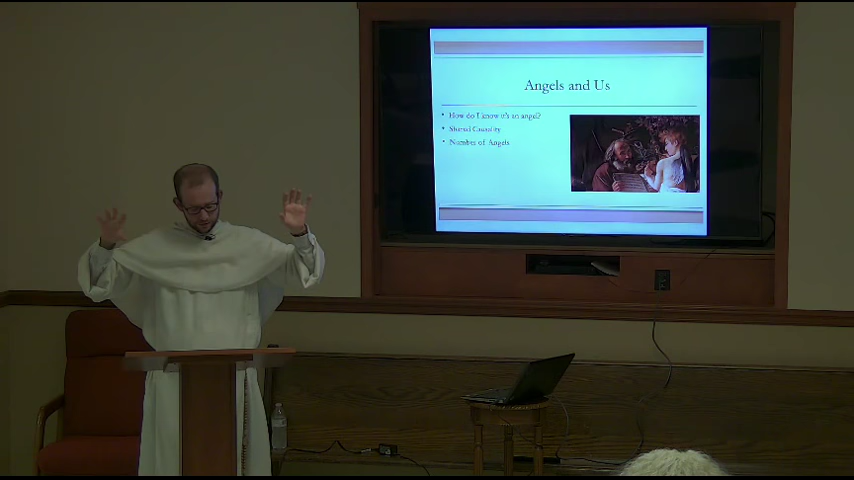 Angels and Us
• How do I know it's an angel?
• Shared Causality
• Number of Angels